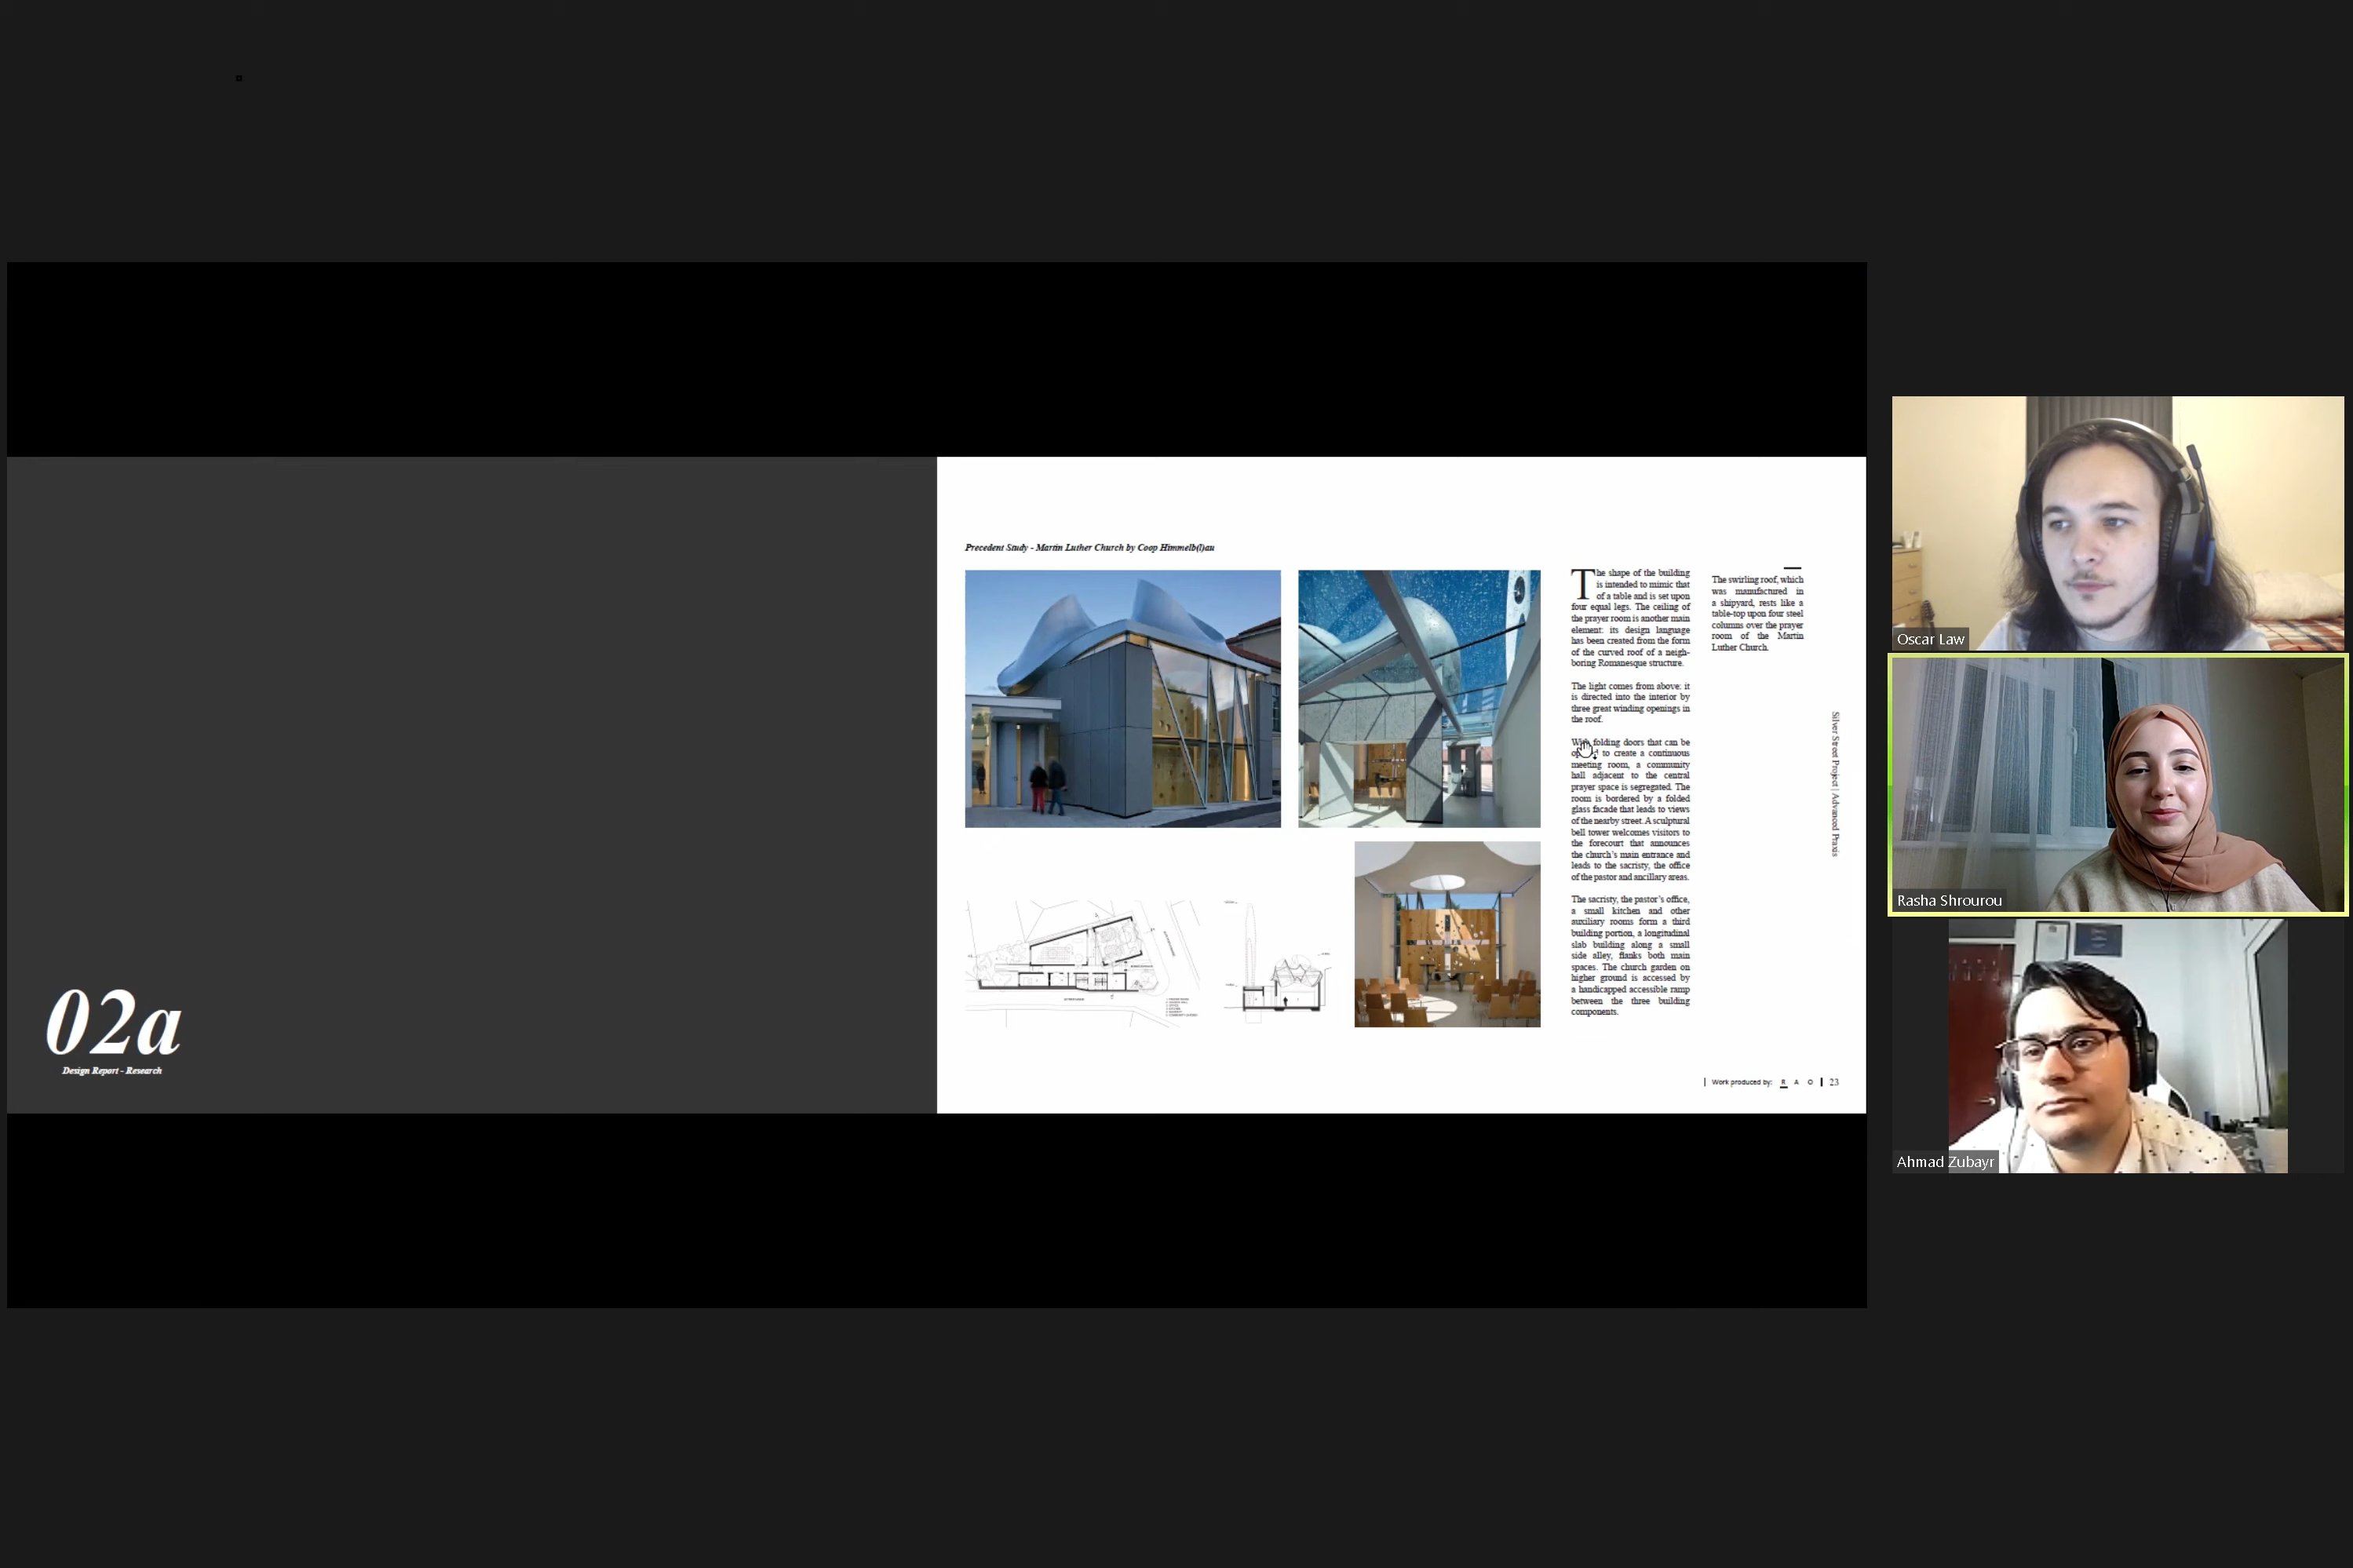 Precedent Study - Martin Luther Church by Coop Himmelb(l)au
The shape of the building
is intended to mimic that
of a table and is set upon
four equal legs. The ceiling of
the prayer room is another main
element: its design language
has been created from the form
of the curved roof of a neigh-
boring Romanesque structure.
The light comes from above: it
is directed into the interior by
three great winding openings in
the roof.
With folding doors that can be
to create a continuous
meeting room, a community
hall adjacent to the central
prayer space is segregated. The
room is bordered by a folded
glass facade that leads to views
of the nearby street. A sculptural
bell tower welcomes visitors to
the forecourt that announces
the church's main entrance and
leads to the sacristy, the office
of the pastor and ancillary areas.
The sacristy, the pastor's office,
a small kitchen and other
auxiliary rooms form a third
building portion, a longitudinal
slab building along a small
side alley, flanks both main
spaces. The church garden on
higher ground is accessed by
a handicapped accessible ramp
between the three building
components.
The swirling roof, which
was manufactured in
a shipyard, rests like a
table-top upon four steel
columns over the prayer
room of the Martin
Luther Church.
Silver Street Project | Advanced Praxis
02a
Design Report - Research
| Work produced by: R A O | 23
Oscar Law
Rasha Shrourou
Ahmad Zubayr